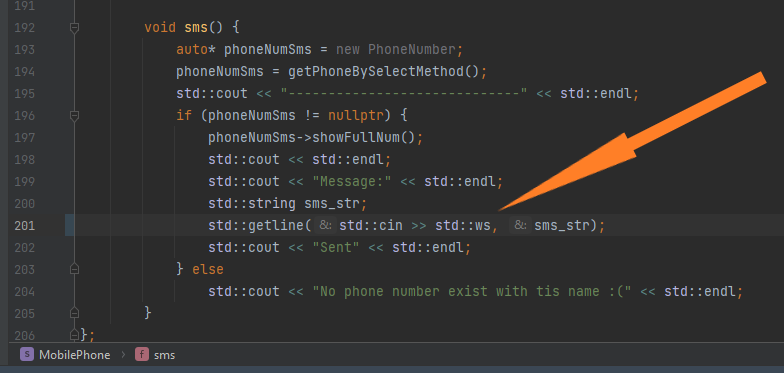 191
192 void sms() {
193 auto* phoneNumSms = new PhoneNumber;
194 phoneNumSms = getPhoneBySelectMethod();
195 std::cout << "-----------------------------" << std::endl;
196 if (phoneNumSms != nullptr) {
197 phoneNumSms->showFullNum();
198 std::cout << std::endl;
199 std::cout << "Message:" << std::endl;
200 std::string sms_str;
201 std::getline( &: std::cin >> std::ws, &: sms_str);
202 std::cout << "Sent" << std::endl;
203 } else
204 std::cout << "No phone number exist with tis name :(" << std::endl;
205 }
206 };
S MobilePhone › f sms